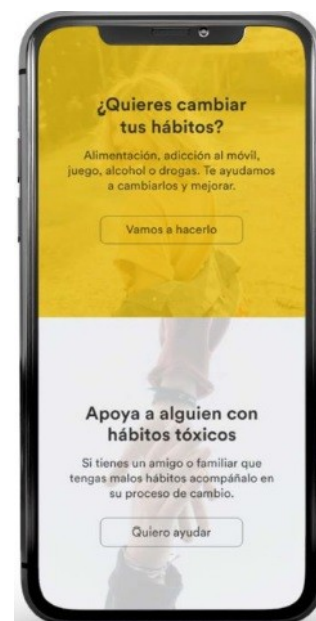 ¿Quieres cambiar
tus hábitos?
Alimentación, adicción al móvil,
juego, alcohol o drogas. Te ayudamos
a cambiarlos y mejorar.
Vamos a hacerlo
Apoya a alguien con
hábitos tóxicos
Si tienes un amigo o familiar que
tengas malos hábitos acompáñalo en
su proceso de cambio.
Quiero ayudar